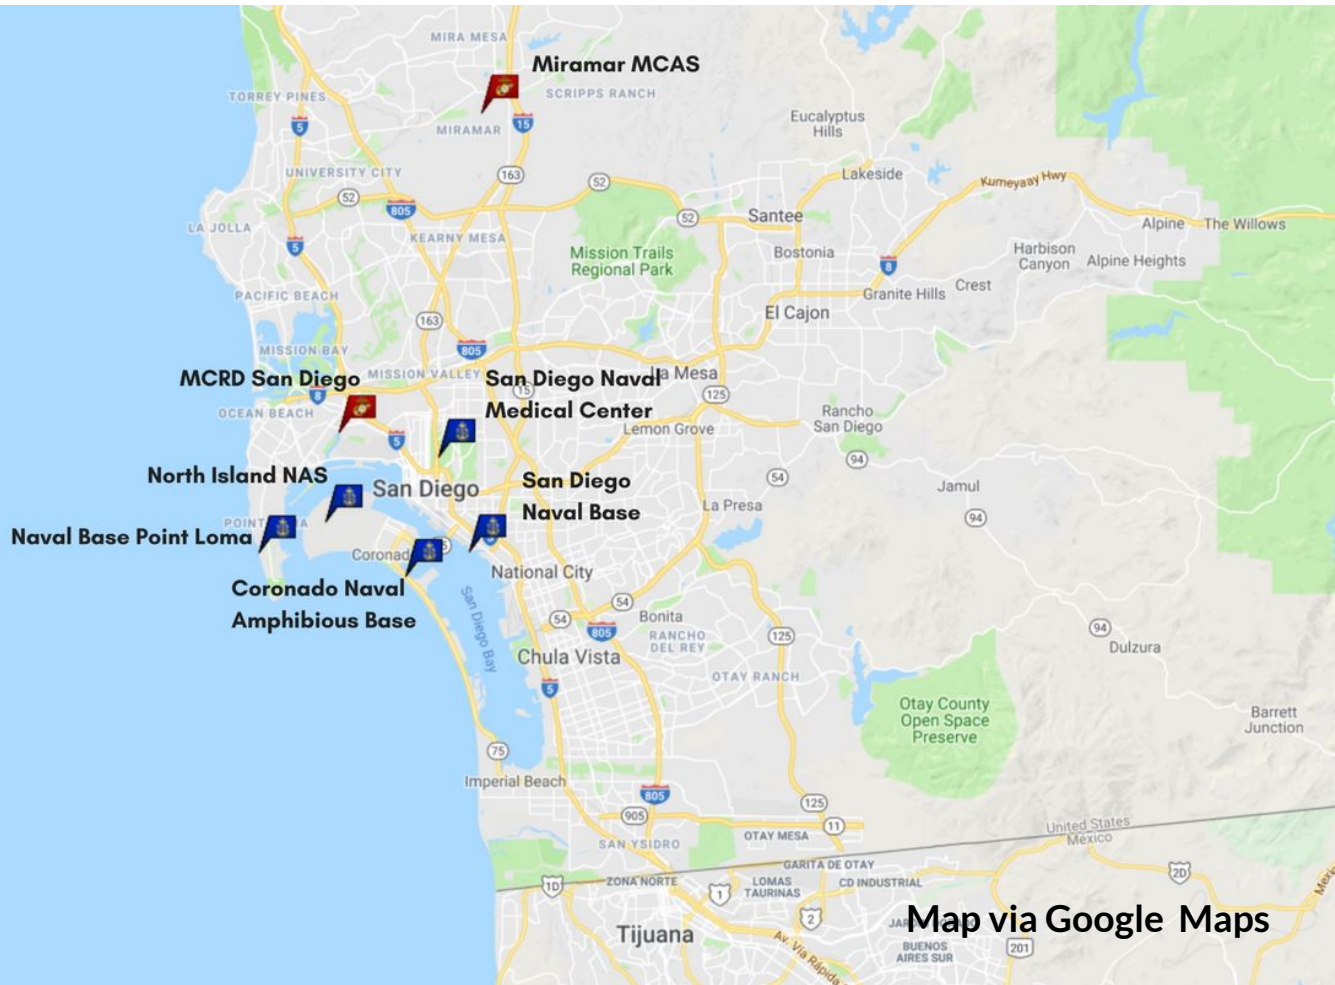 MIRA MESA
Miramar MCAS
TORREY PINES
SCRIPPS RANCH
5
MIRAMAR
15
Eucalyptus
Hills
UNIVERSITY CITY
163
52
Lakeside
Kumeyaay Hwy
52
805
52
Santee
LA JOLLA
Alpine
The Willows
5
KEARNY MESA
Mission Trails
Regional Park
Bostonia
8
Harbison
Canyon
Alpine Heights
PACIFIC BEACH
Granite Hills
Crest
163
El Cajon
MISSION BAY
805
MCRD San Diego
MISSION VALLEY
San Diego Naval
Medical Center
La Mesa
8
15
125
OCEAN BEACH
5
Lemon Grove
Rancho
San Diego
94
North Island NAS
San Diego
San Diego
Naval Base
54
La Presa
Jamul
94
Naval Base Point Loma
POINT
Coronad
Coronado Naval
Amphibious Base
National City
San Diego Bay
54
54
805
Bonita
RANCHO
DEL REY
125
94
Dulzura
Chula Vista
5
OTAY RANCH
Otay County
Open Space
Preserve
Barrett
Junction
75
Imperial Beach
805
905
125
11
OTAY MESA
SAN YSIDRO
United States
Mexico
GARITA DE OTAY
1D
ZONA NORTE
1
LOMAS
TAURINAS
CD INDUSTRIAL
2D
2
Tijuana
Av. Vía Rápida
Map via Google Maps
BUENOS
AIRES SUR
201